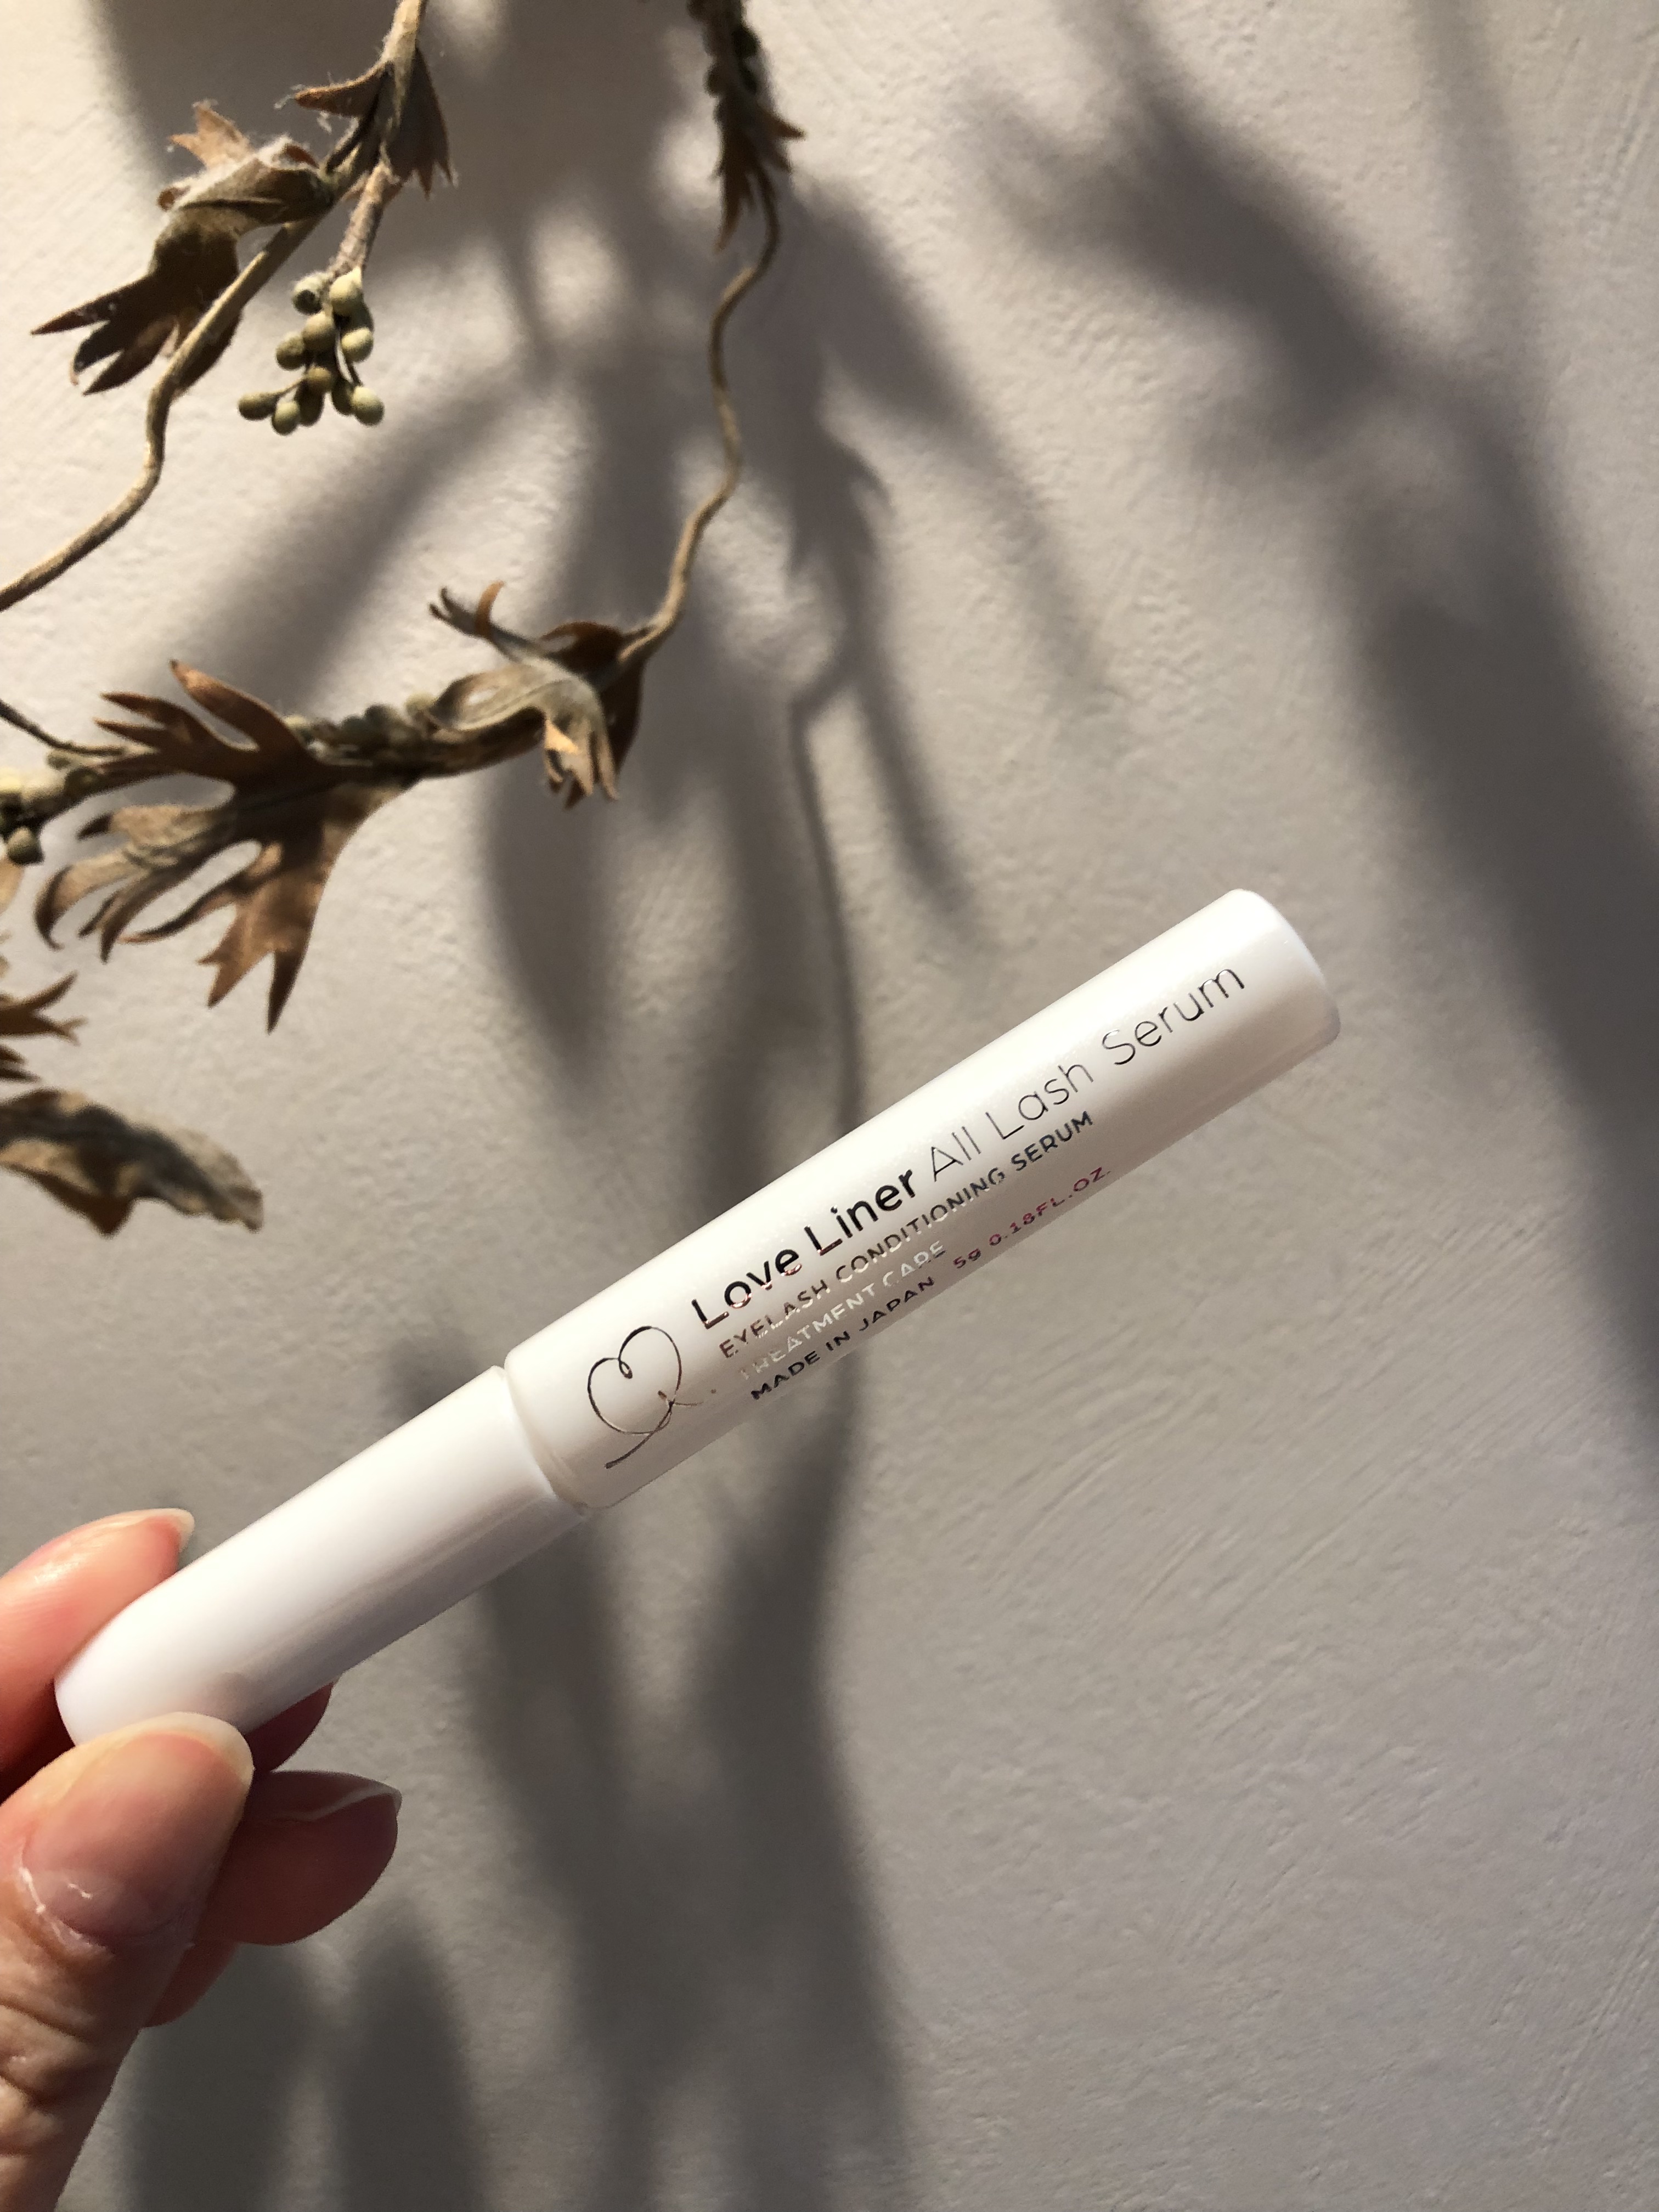 Love Liner All Lash Serum
EYELASH CONDITIONING SERUM
TREATMENT CARE
MADE IN JAPAN 5g 0.18FL.OZ.